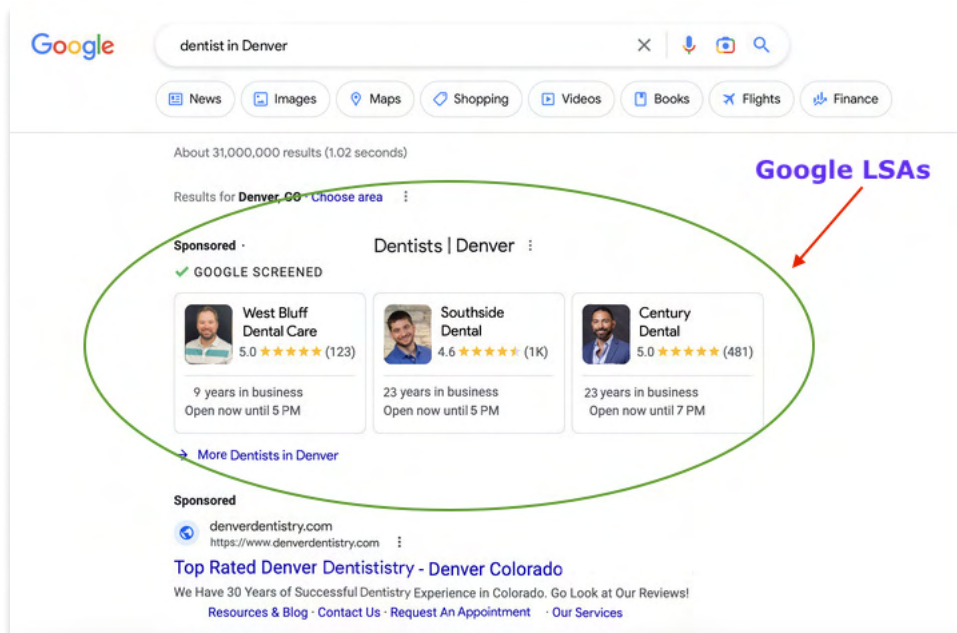 Google
dentist in Denver
News Images Maps Shopping Videos Books Flights Finance
About 31,000,000 results (1.02 seconds)
Google LSAs
Results for Denver, CO · Choose area
Sponsored · Dentists | Denver
GOOGLE SCREENED
West Bluff
Dental Care
5.0 (123)
9 years in business
Open now until 5 PM
Southside
Dental
4.6 (1K)
23 years in business
Open now until 5 PM
Century
Dental
5.0 (481)
23 years in business
Open now until 7 PM
More Dentists in Denver
Sponsored
denverdentistry.com
https://www.denverdentistry.com
Top Rated Denver Dentististry - Denver Colorado
We Have 30 Years of Successful Dentistry Experience in Colorado. Go Look at Our Reviews!
Resources & Blog · Contact Us · Request An Appointment · Our Services